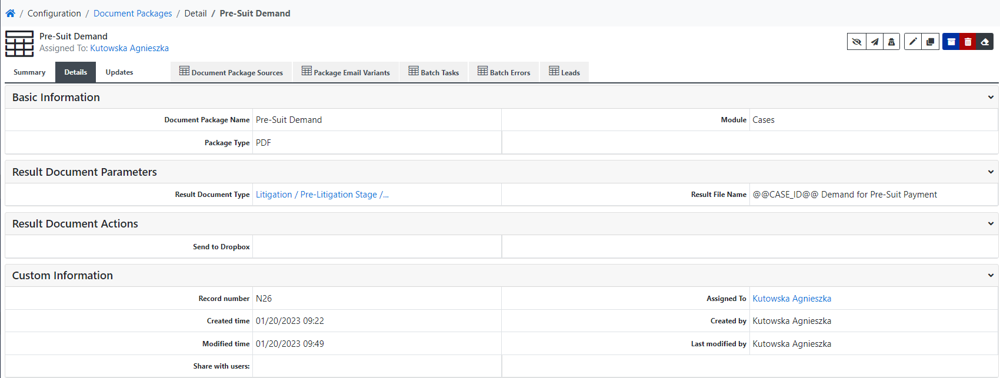 / Configuration / Document Packages / Detail / Pre-Suit Demand
Pre-Suit Demand
Assigned To: Kutowska Agnieszka
Summary Details Updates Document Package Sources Package Email Variants Batch Tasks Batch Errors Leads
Basic Information
Document Package Name Pre-Suit Demand Module Cases
Package Type PDF
Result Document Parameters
Result Document Type Litigation / Pre-Litigation Stage /... Result File Name @@CASE_ID@@ Demand for Pre-Suit Payment
Result Document Actions
Send to Dropbox
Custom Information
Record number N26 Assigned To Kutowska Agnieszka
Created time 01/20/2023 09:22 Created by Kutowska Agnieszka
Modified time 01/20/2023 09:49 Last modified by Kutowska Agnieszka
Share with users: